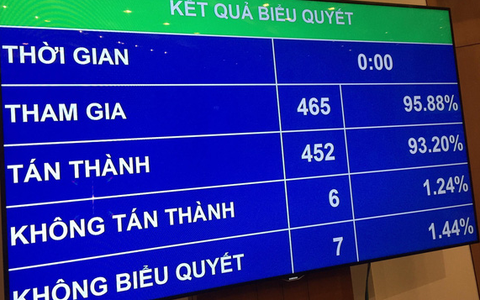 KẾT QUẢ BIỂU QUYẾT
THỜI GIAN 0:00
THAM GIA 465 95.88%
TÁN THÀNH 452 93.20%
KHÔNG TÁN THÀNH 6 1.24%
KHÔNG BIỂU QUYẾT 7 1.44%